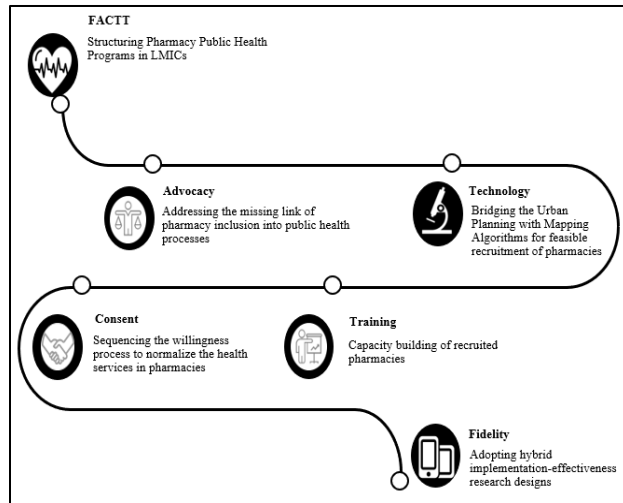 FACTT
Structuring Pharmacy Public Health
Programs in LMICs
Advocacy
Addressing the missing link of
pharmacy inclusion into public health
processes
Technology
Bridging the Urban
Planning with Mapping
Algorithms for feasible
recruitment of pharmacies
Consent
Sequencing the willingness
process to normalize the health
services in pharmacies
Training
Capacity building of recruited
pharmacies
Fidelity
Adopting hybrid
implementation-effectiveness
research designs